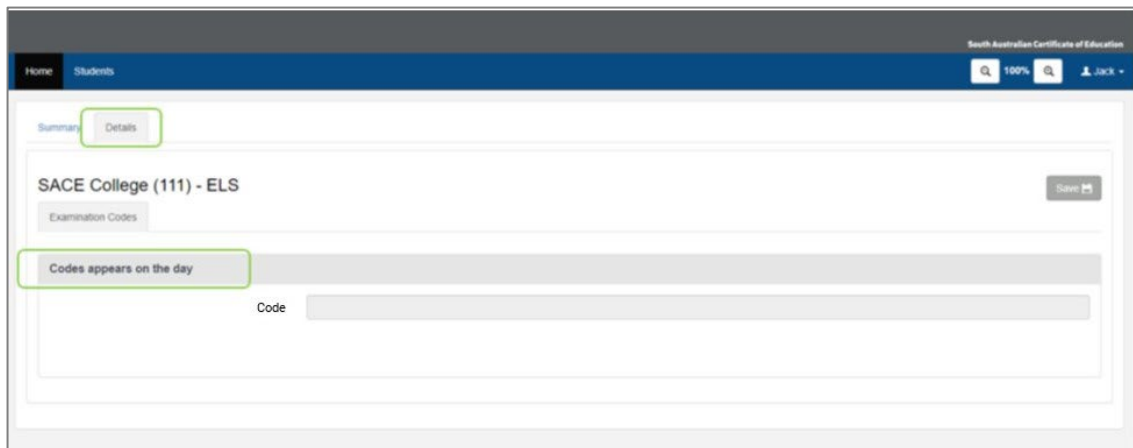 South Australian Certificate of Education
Home Students 100% Jack
Summary Details
SACE College (111) - ELS
Save
Examination Codes
Codes appears on the day
Code